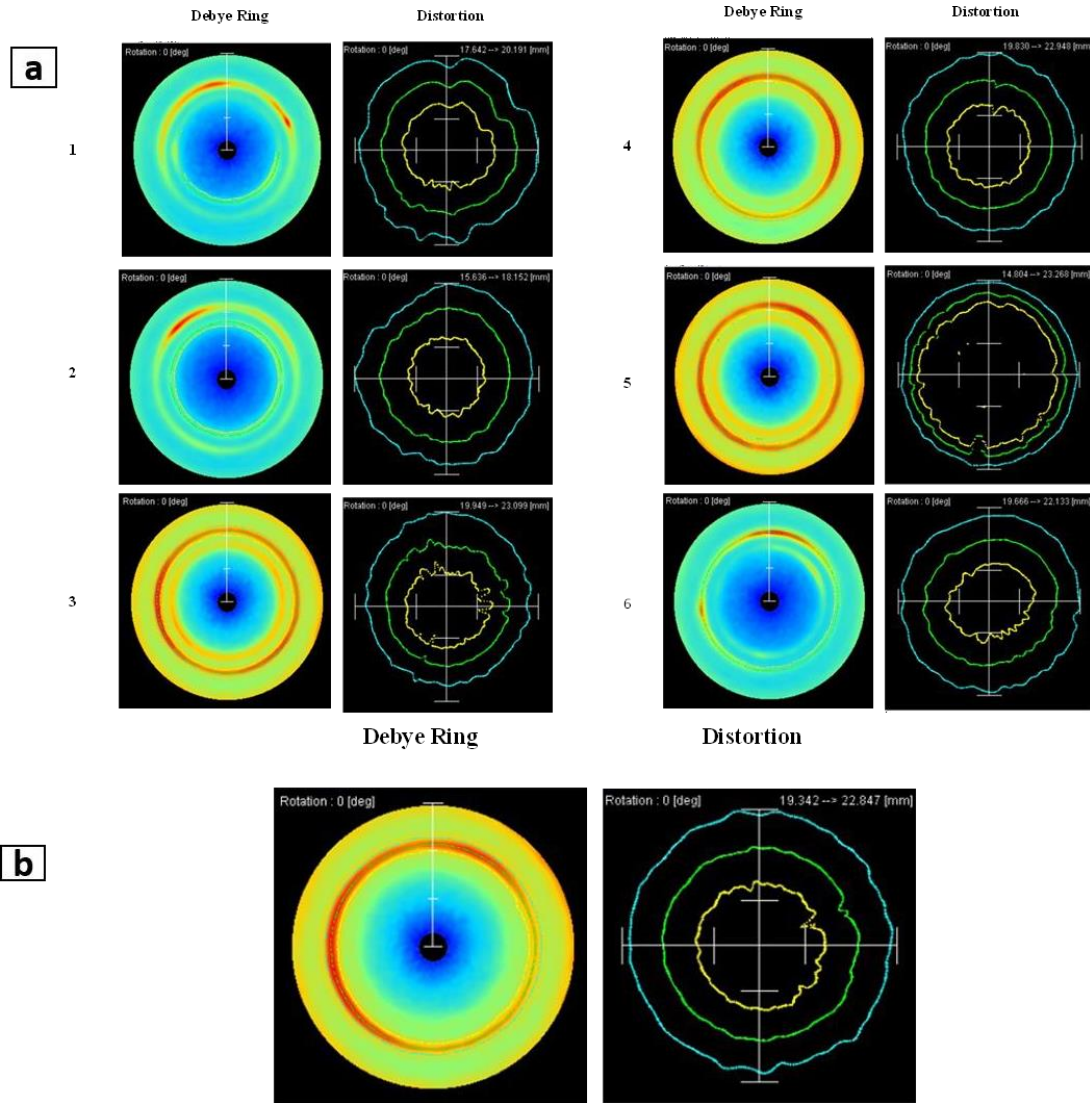 Debye Ring Distortion Debye Ring Distortion
a
1
Rotation : 0 [deg]
Rotation : 0 [deg] 17.642 --> 20.191 [mm]
4
Rotation : 0 [deg]
Rotation : 0 [deg] 19.830 --> 22.948 [mm]
2
Rotation : 0 [deg]
Rotation : 0 [deg] 15.636 --> 18.152 [mm]
5
Rotation : 0 [deg]
Rotation : 0 [deg] 14.804 --> 23.268 [mm]
3
Rotation : 0 [deg]
Rotation : 0 [deg] 19.949 --> 23.099 [mm]
6
Rotation : 0 [deg]
Rotation : 0 [deg] 19.666 --> 22.133 [mm]
Debye Ring Distortion
b
Rotation : 0 [deg]
Rotation : 0 [deg] 19.342 --> 22.847 [mm]